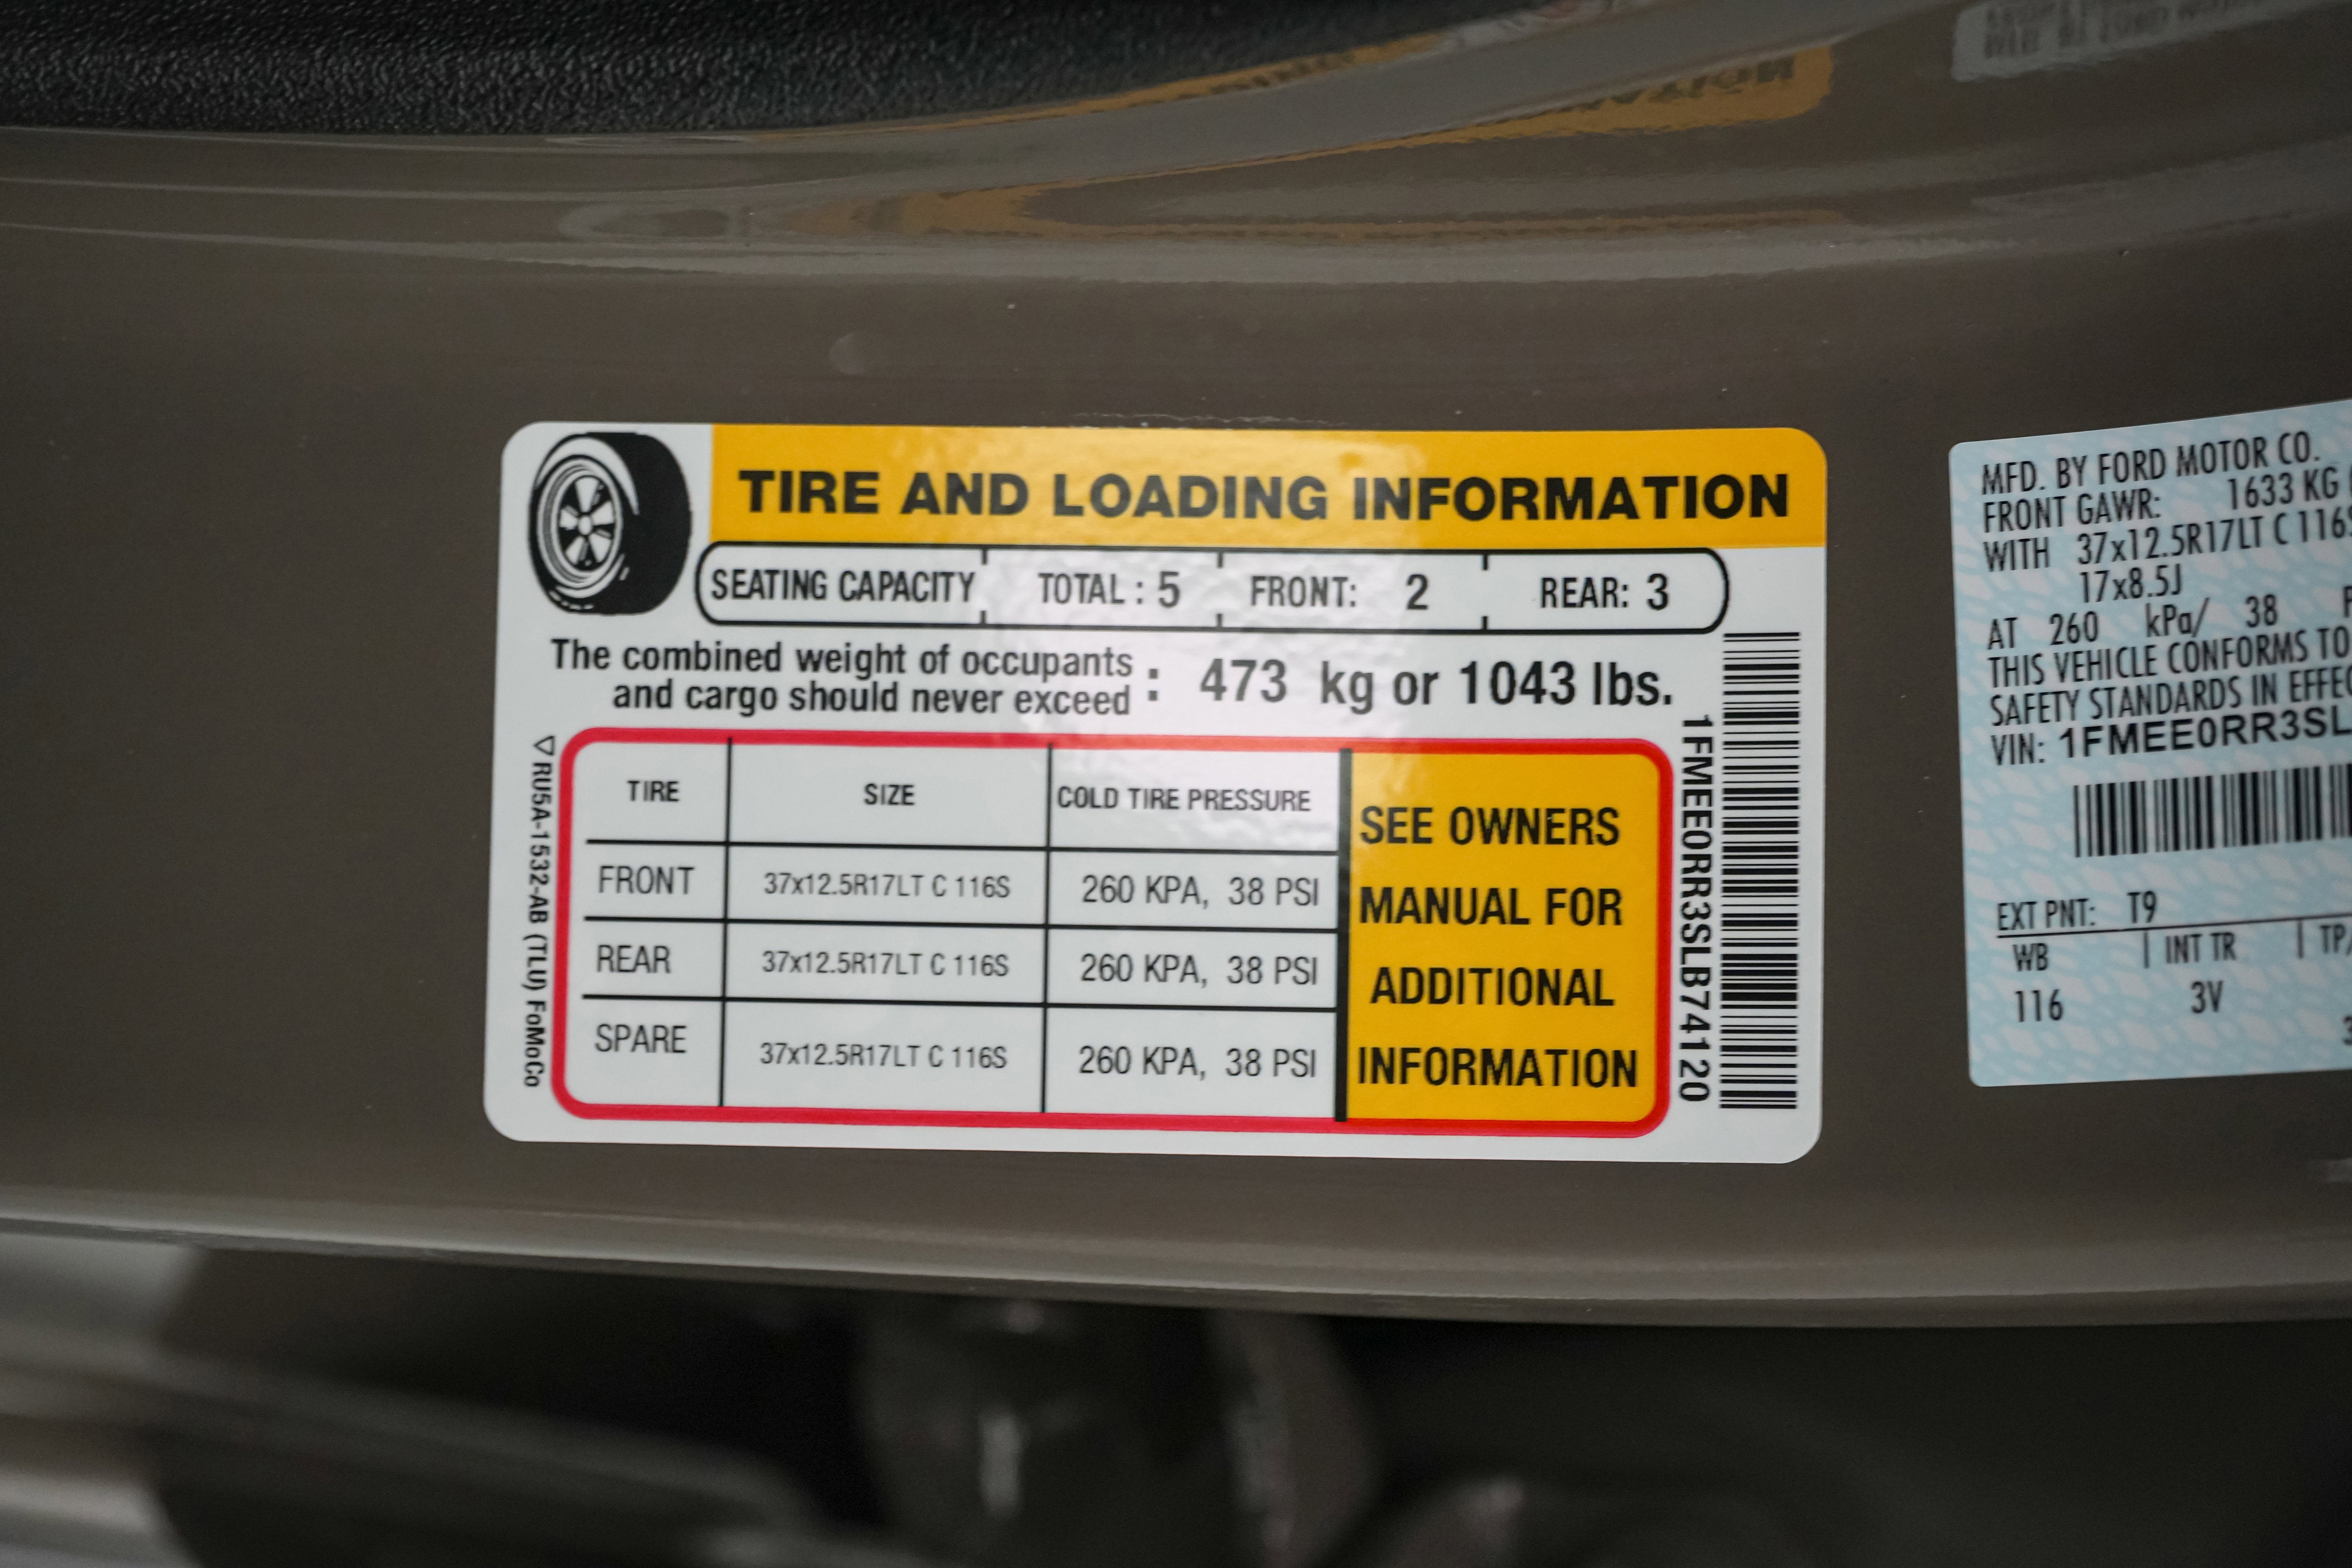 TIRE AND LOADING INFORMATION
SEATING CAPACITY TOTAL : 5 FRONT: 2 REAR: 3
The combined weight of occupants
and cargo should never exceed : 473 kg or 1043 lbs.
TIRE SIZE COLD TIRE PRESSURE
FRONT 37x12.5R17LT C 116S 260 KPA, 38 PSI
REAR 37x12.5R17LT C 116S 260 KPA, 38 PSI
SPARE 37x12.5R17LT C 116S 260 KPA, 38 PSI
SEE OWNERS
MANUAL FOR
ADDITIONAL
INFORMATION
RU5A-1532-AB (TLU) FoMoCo
1FMEE0RR3SLB74120
MFD. BY FORD MOTOR CO.
FRONT GAWR: 1633 KG
WITH 37x12.5R17LT C 116S
17x8.5J
AT 260 kPa/ 38
THIS VEHICLE CONFORMS TO
SAFETY STANDARDS IN
VIN: 1FMEE0RR3SL
EXT PNT: T9
WB INT TR TP/
116 3V